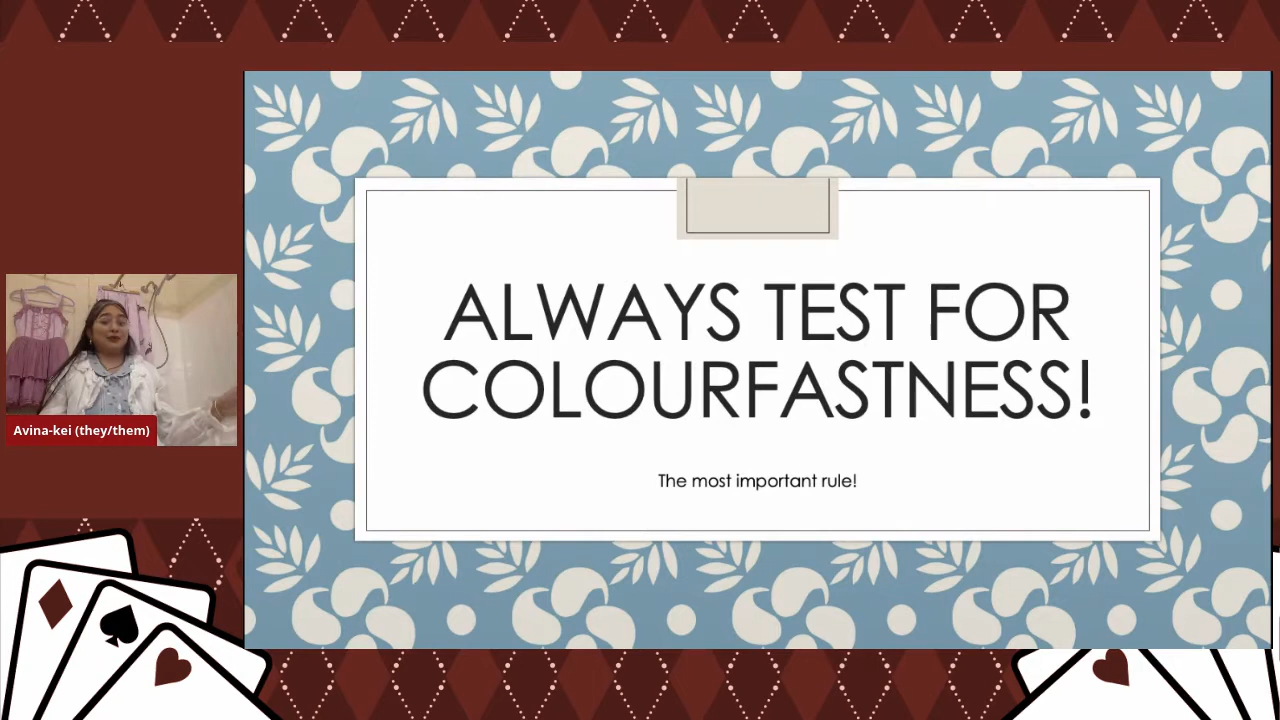 ALWAYS TEST FOR
COLOURFASTNESS!
The most important rule!
Avina-kei (they/them)